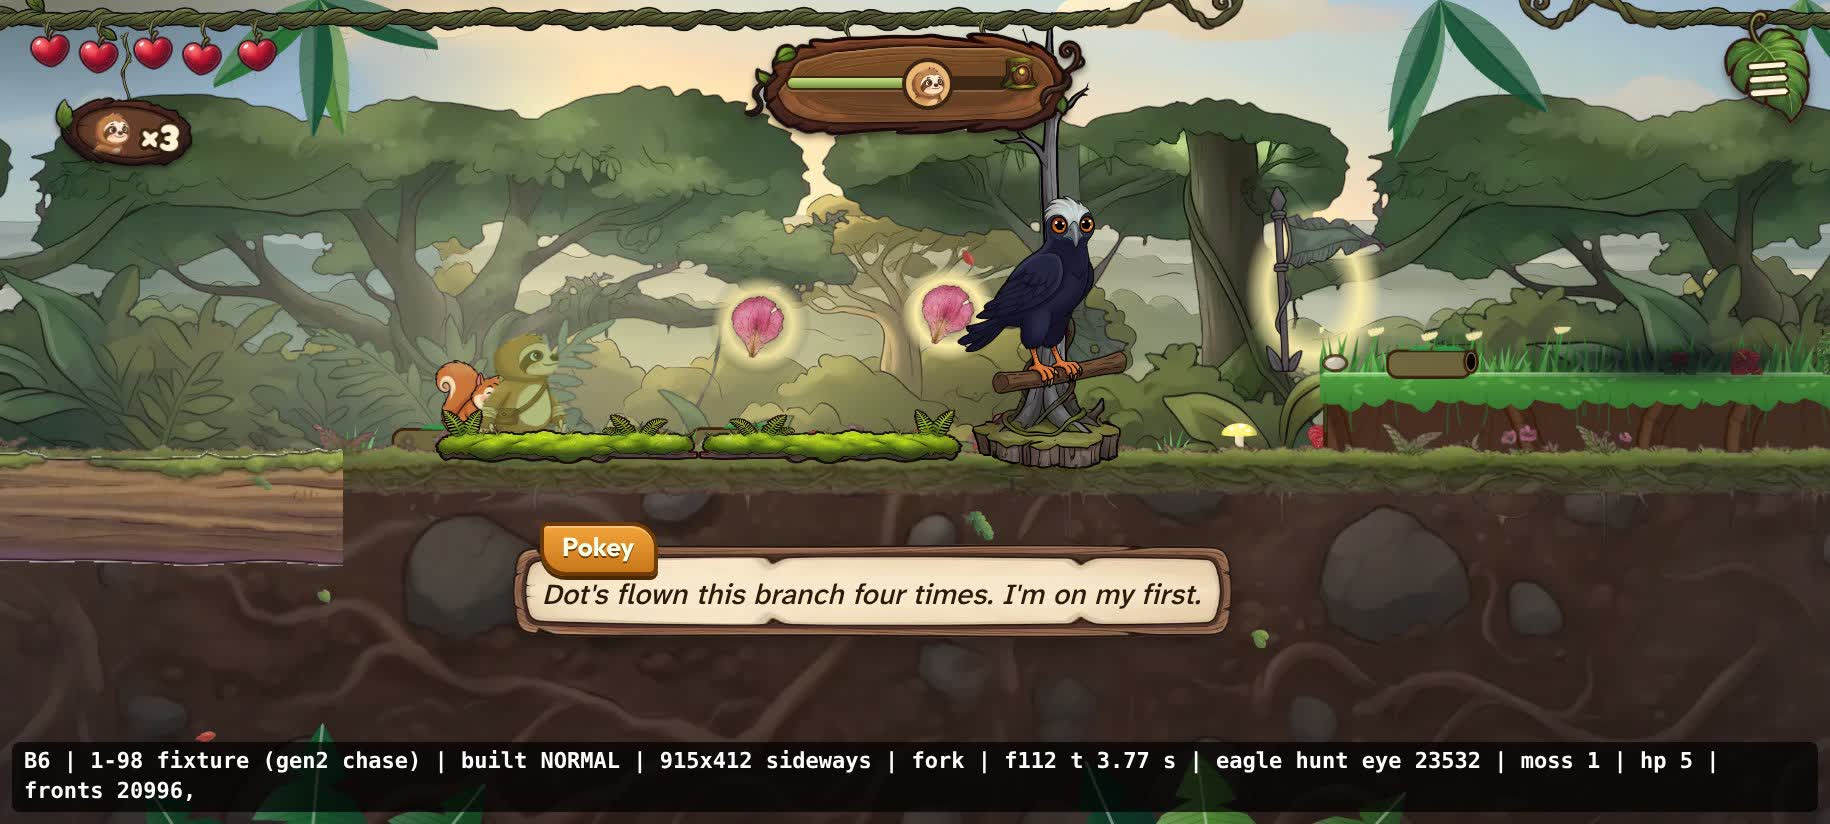 ×3
Pokey
Dot's flown this branch four times. I'm on my first.
B6 | 1-98 fixture (gen2 chase) | built NORMAL | 915x412 sideways | fork | f112 t 3.77 s | eagle hunt eye 23532 | moss 1 | hp 5 |
fronts 20996,